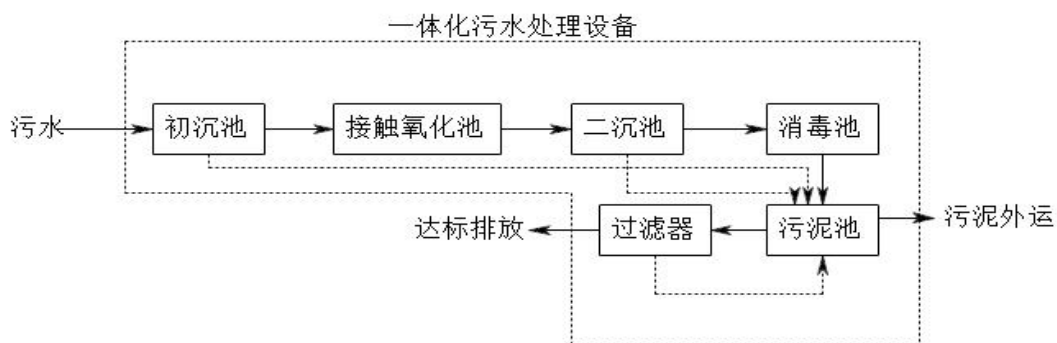 一体化污水处理设备
污水
初沉池
接触氧化池
二沉池
消毒池
达标排放
过滤器
污泥池
污泥外运